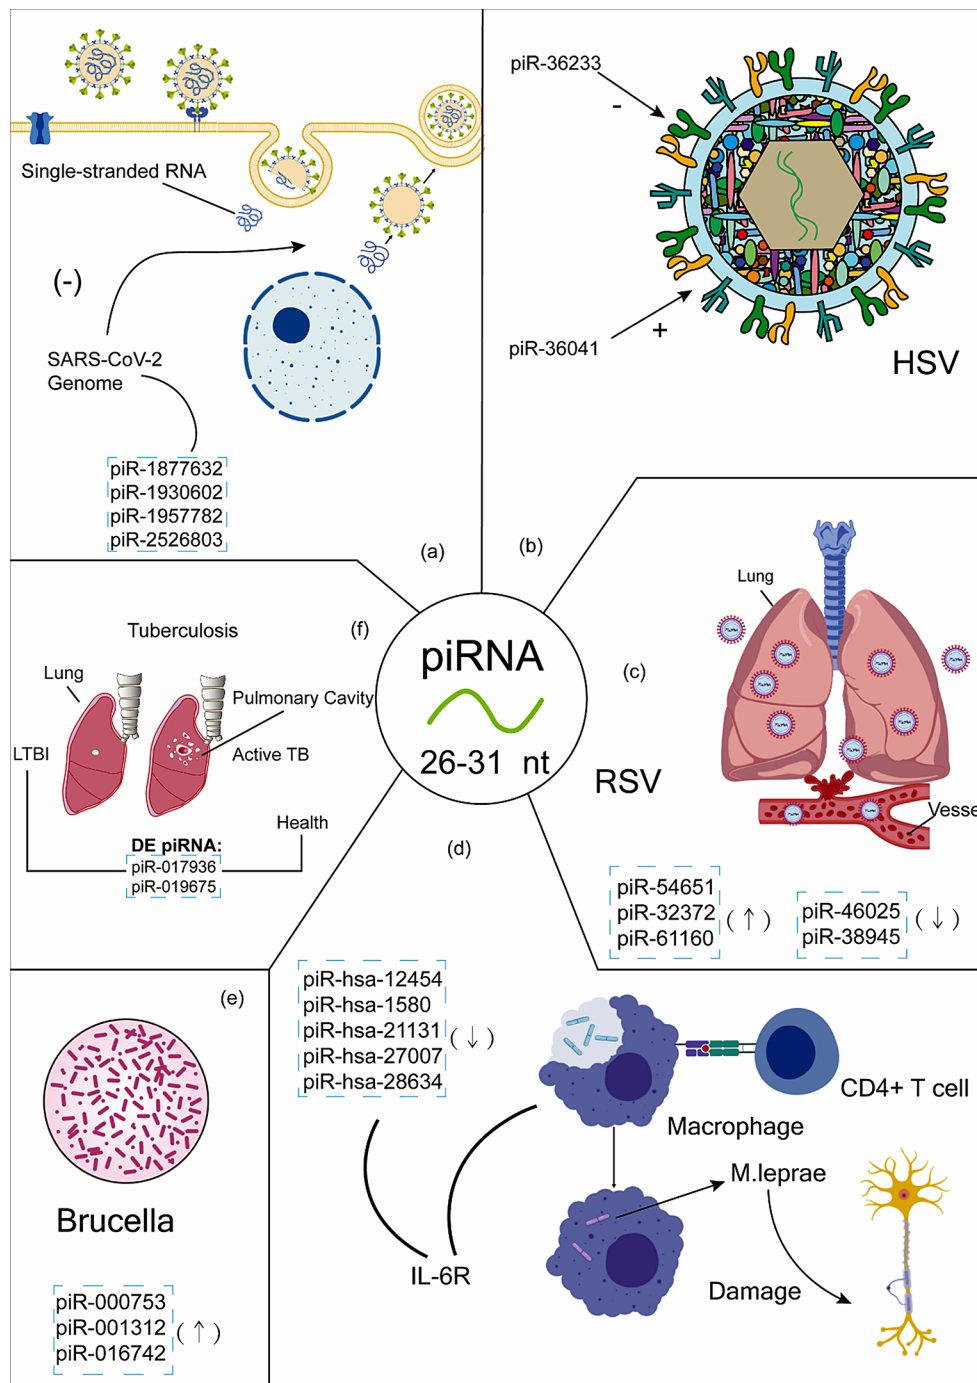 Single-stranded RNA
(-)
SARS-CoV-2
Genome
piR-1877632
piR-1930602
piR-1957782
piR-2526803
(a)
piR-36233
-
piR-36041
+
HSV
(b)
Lung
(c)
RSV
Vesse
piR-54651
piR-32372
piR-61160
(↑)
piR-46025
piR-38945
(↓)
piRNA
26-31 nt
(f)
Tuberculosis
Lung
Pulmonary Cavity
LTBI
Active TB
Health
DE piRNA:
piR-017936
piR-019675
(d)
piR-hsa-12454
piR-hsa-1580
piR-hsa-21131
piR-hsa-27007
piR-hsa-28634
(↓)
CD4+ T cell
Macrophage
M.leprae
IL-6R
Damage
(e)
Brucella
piR-000753
piR-001312
piR-016742
(↑)